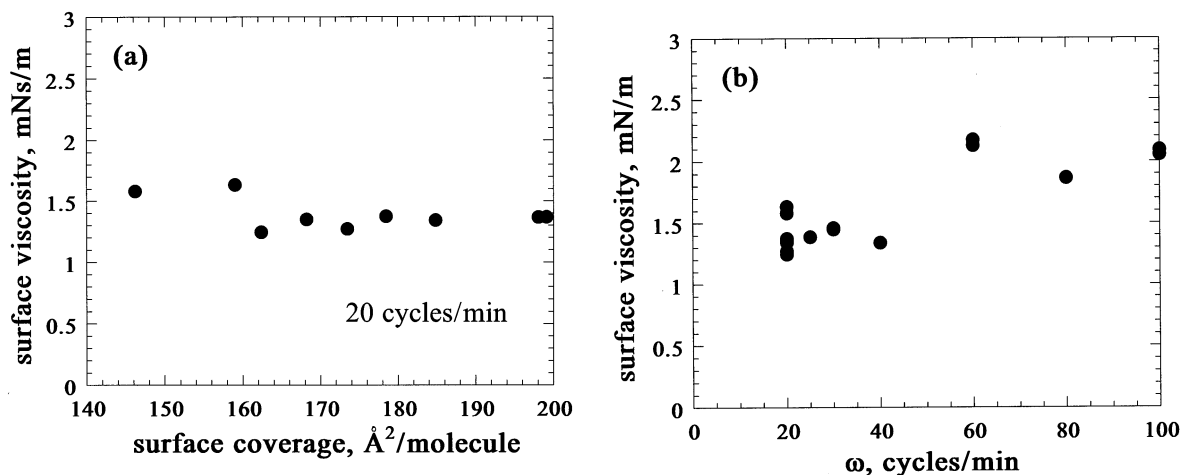 (a)
surface viscosity, mNs/m
3
2.5
2
1.5
1
0.5
0
140 150 160 170 180 190 200
20 cycles/min
surface coverage, Å²/molecule
(b)
surface viscosity, mN/m
3
2.5
2
1.5
1
0.5
0
0 20 40 60 80 100
ω, cycles/min